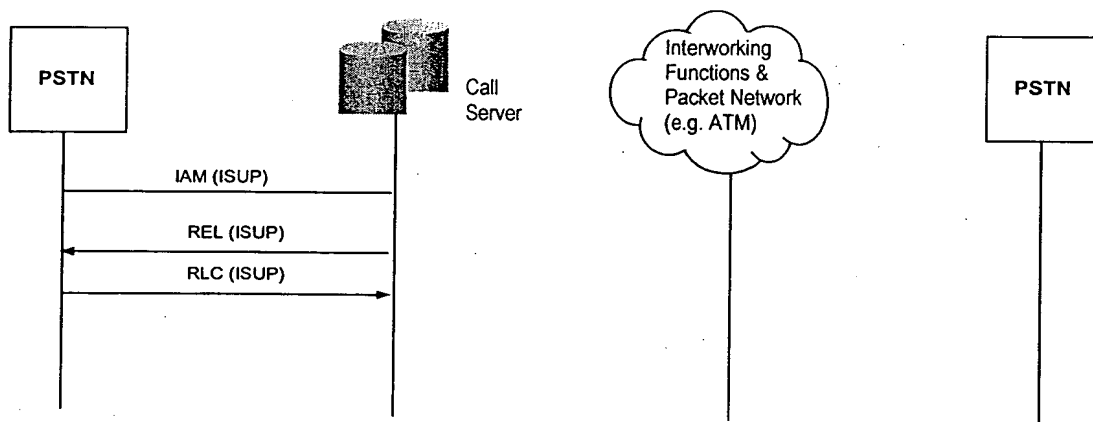 PSTN
Call
Server
Interworking
Functions &
Packet Network
(e.g. ATM)
PSTN
IAM (ISUP)
REL (ISUP)
RLC (ISUP)